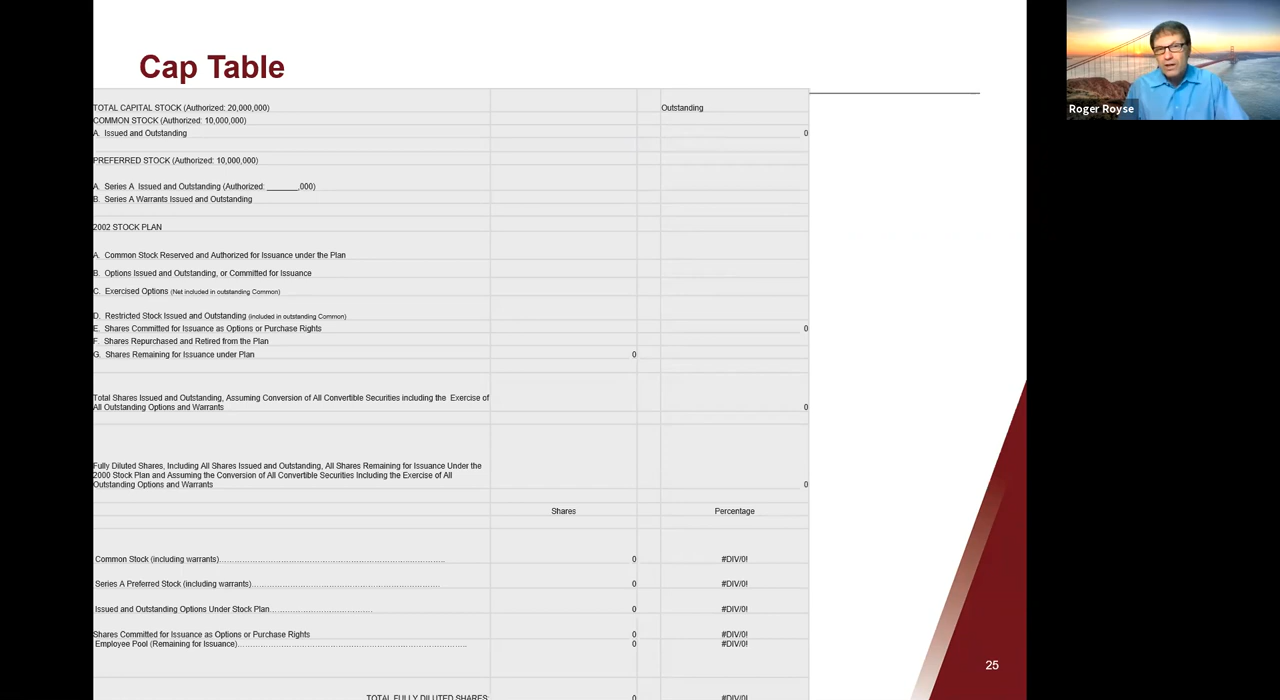 Cap Table
TOTAL CAPITAL STOCK (Authorized: 20,000,000) Outstanding
COMMON STOCK (Authorized: 10,000,000)
A. Issued and Outstanding 0
PREFERRED STOCK (Authorized: 10,000,000)
A. Series A Issued and Outstanding (Authorized: _______,000)
B. Series A Warrants Issued and Outstanding
2002 STOCK PLAN
A. Common Stock Reserved and Authorized for Issuance under the Plan
B. Options Issued and Outstanding, or Committed for Issuance
C. Exercised Options (Net included in outstanding Common)
D. Restricted Stock Issued and Outstanding (included in outstanding Common)
E. Shares Committed for Issuance as Options or Purchase Rights 0
F. Shares Repurchased and Retired from the Plan
G. Shares Remaining for Issuance under Plan 0
Total Shares Issued and Outstanding, Assuming Conversion of All Convertible Securities including the Exercise of
All Outstanding Options and Warrants 0
Fully Diluted Shares, Including All Shares Issued and Outstanding, All Shares Remaining for Issuance Under the
2000 Stock Plan and Assuming the Conversion of All Convertible Securities Including the Exercise of All
Outstanding Options and Warrants 0
Shares Percentage
Common Stock (including warrants)........ 0 #DIV/0!
Series A Preferred Stock (including warrants)........ 0 #DIV/0!
Issued and Outstanding Options Under Stock Plan........ 0 #DIV/0!
Shares Committed for Issuance as Options or Purchase Rights 0 #DIV/0!
Employee Pool (Remaining for Issuance)........ 0 #DIV/0!
TOTAL FULLY DILUTED SHARES: 0 #DIV/0!
25
Roger Royse